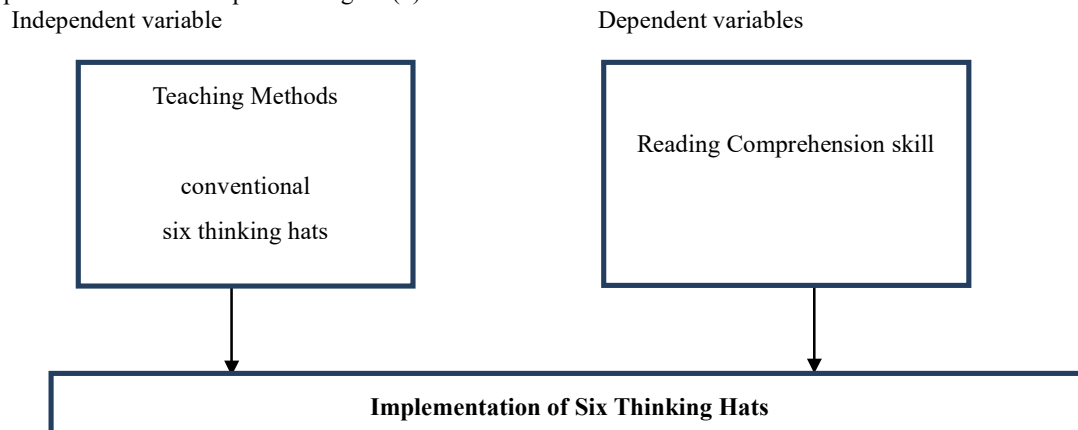 Independent variable
Dependent variables
Teaching Methods
conventional
six thinking hats
Reading Comprehension skill
Implementation of Six Thinking Hats